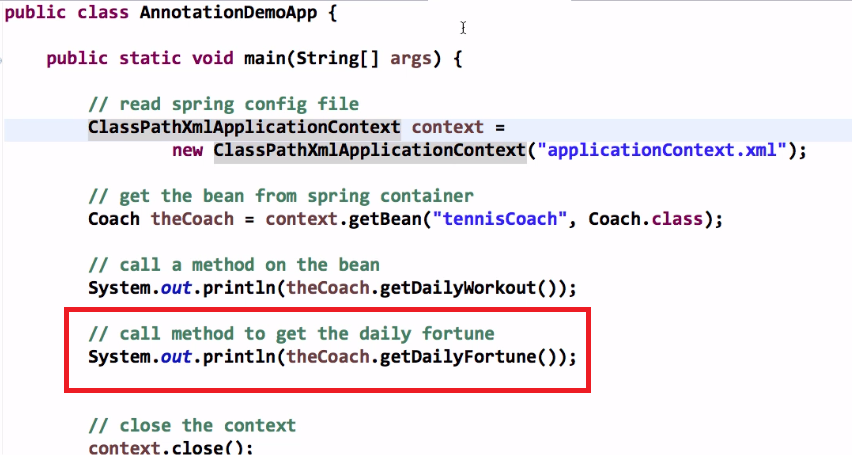 public class AnnotationDemoApp {
public static void main(String[] args) {
// read spring config file
ClassPathXmlApplicationContext context =
new ClassPathXmlApplicationContext("applicationContext.xml");
// get the bean from spring container
Coach theCoach = context.getBean("tennisCoach", Coach.class);
// call a method on the bean
System.out.println(theCoach.getDailyWorkout());
// call method to get the daily fortune
System.out.println(theCoach.getDailyFortune());
// close the context
context.close();